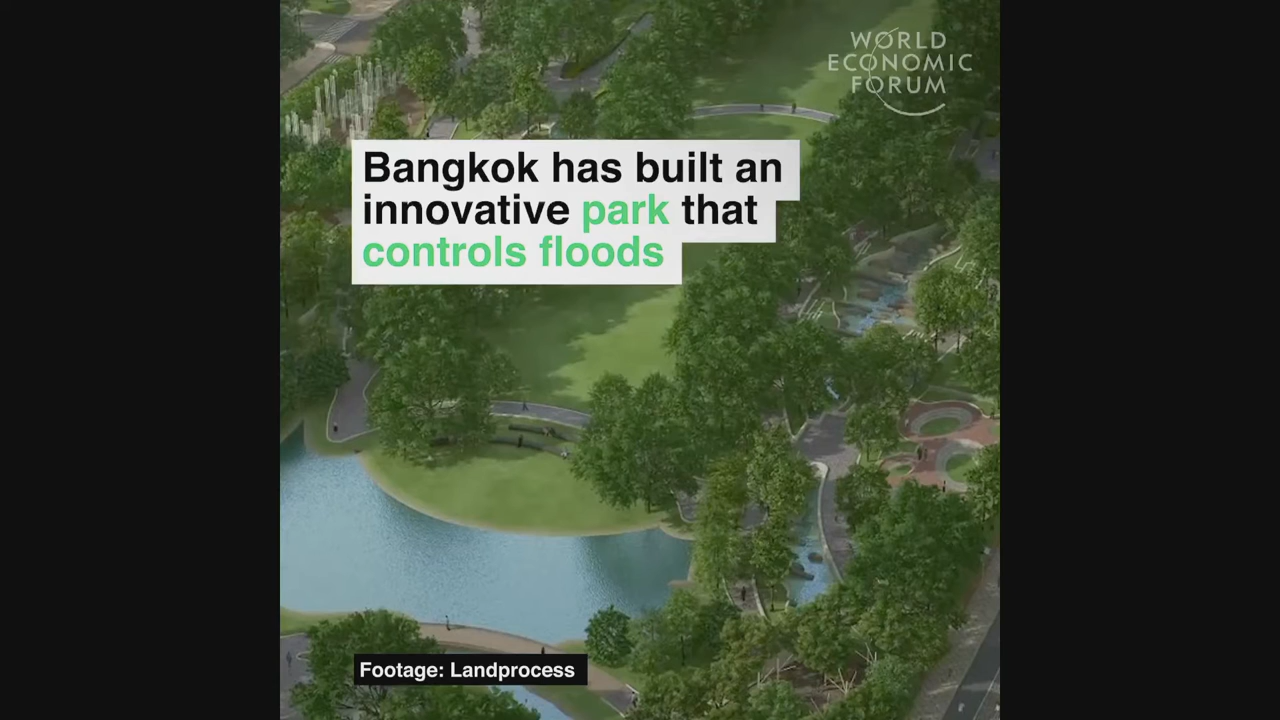 WORLD
ECONOMIC
FORUM
Bangkok has built an
innovative park that
controls floods
Footage: Landprocess